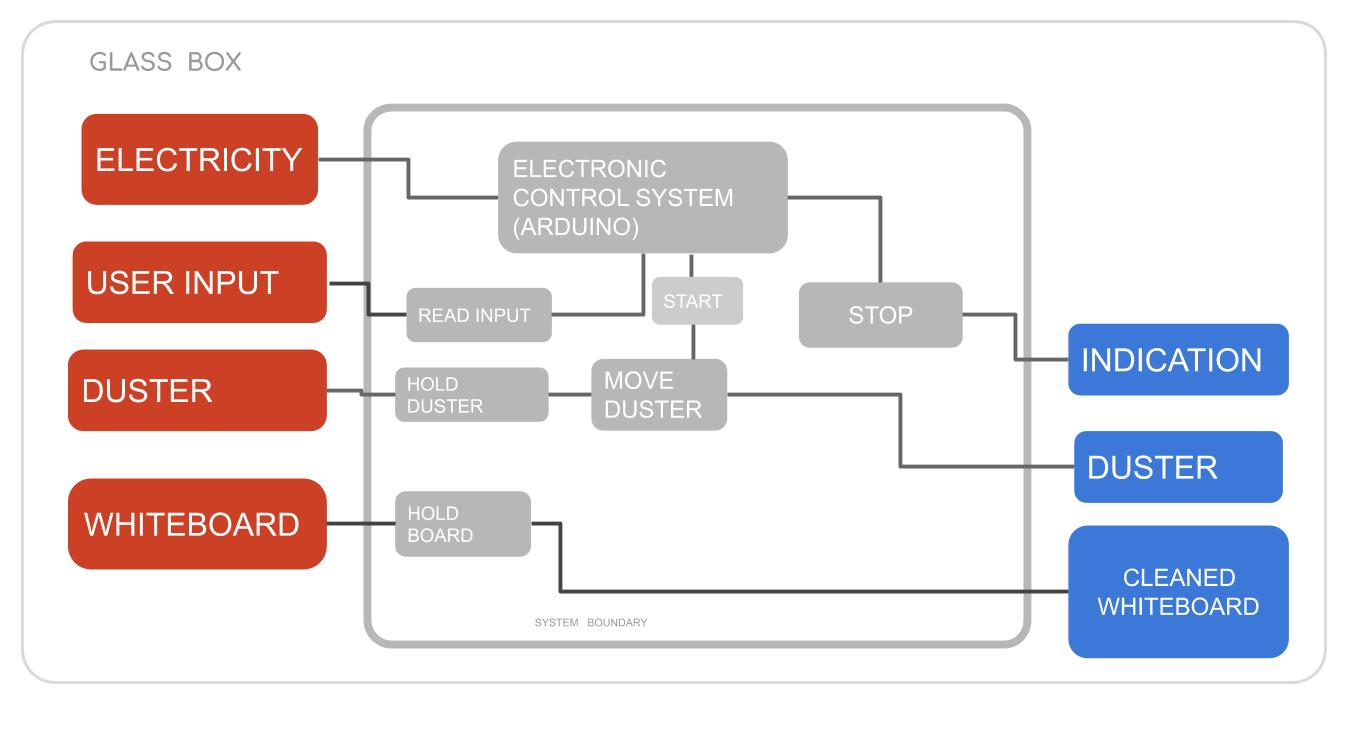 GLASS BOX
ELECTRICITY
ELECTRONIC
CONTROL SYSTEM
(ARDUINO)
USER INPUT
READ INPUT
START
STOP
INDICATION
DUSTER
HOLD
DUSTER
MOVE
DUSTER
DUSTER
WHITEBOARD
HOLD
BOARD
CLEANED
WHITEBOARD
SYSTEM BOUNDARY